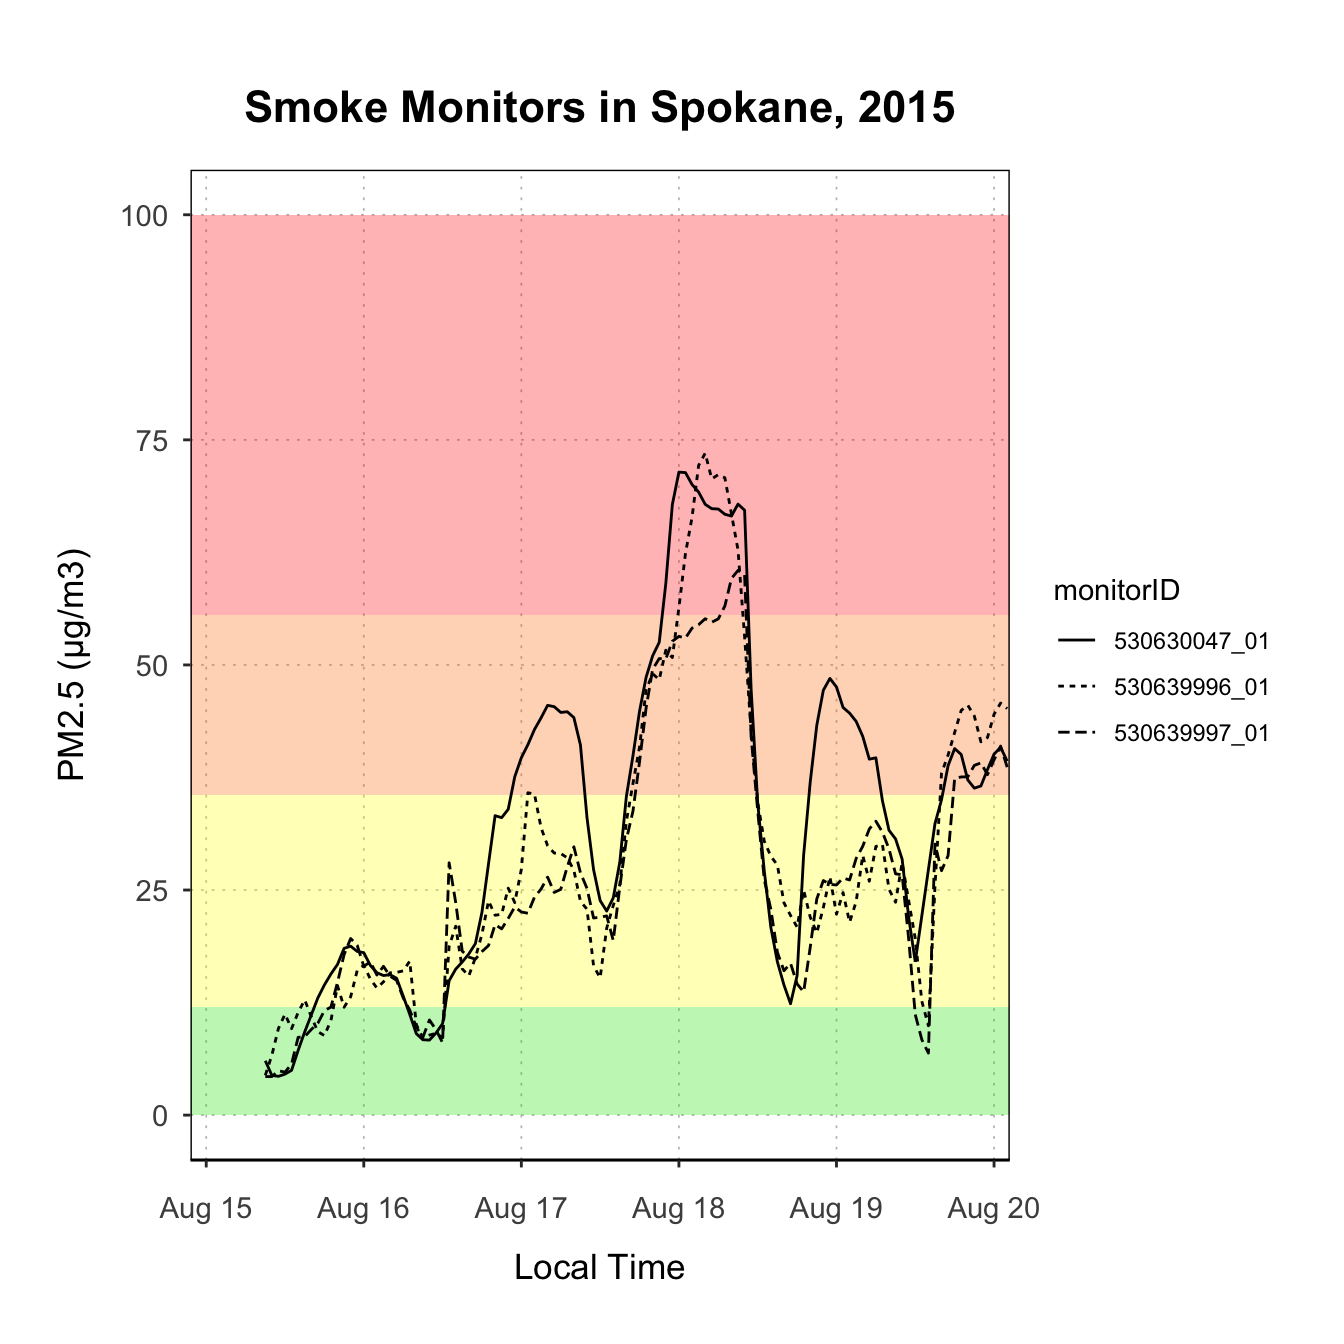 Smoke Monitors in Spokane, 2015
100
75
50
25
0
PM2.5 (µg/m3)
Aug 15 Aug 16 Aug 17 Aug 18 Aug 19 Aug 20
Local Time
monitorID
530630047_01
530639996_01
530639997_01